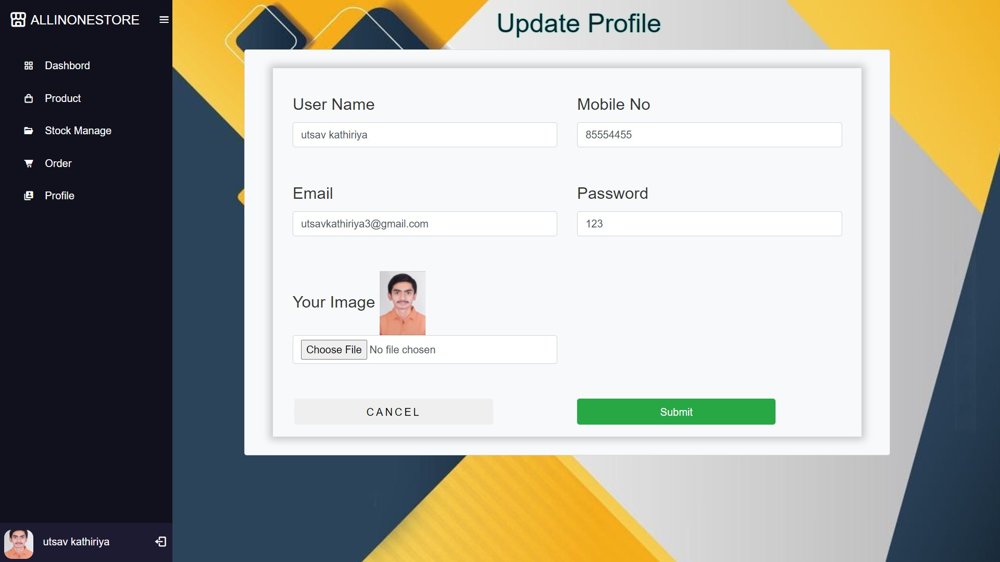 ALLINONESTORE
Dashbord
Product
Stock Manage
Order
Profile
utsav kathiriya
Update Profile
User Name
utsav kathiriya
Mobile No
85554455
Email
utsavkathiriya3@gmail.com
Password
123
Your Image
Choose File No file chosen
CANCEL
Submit